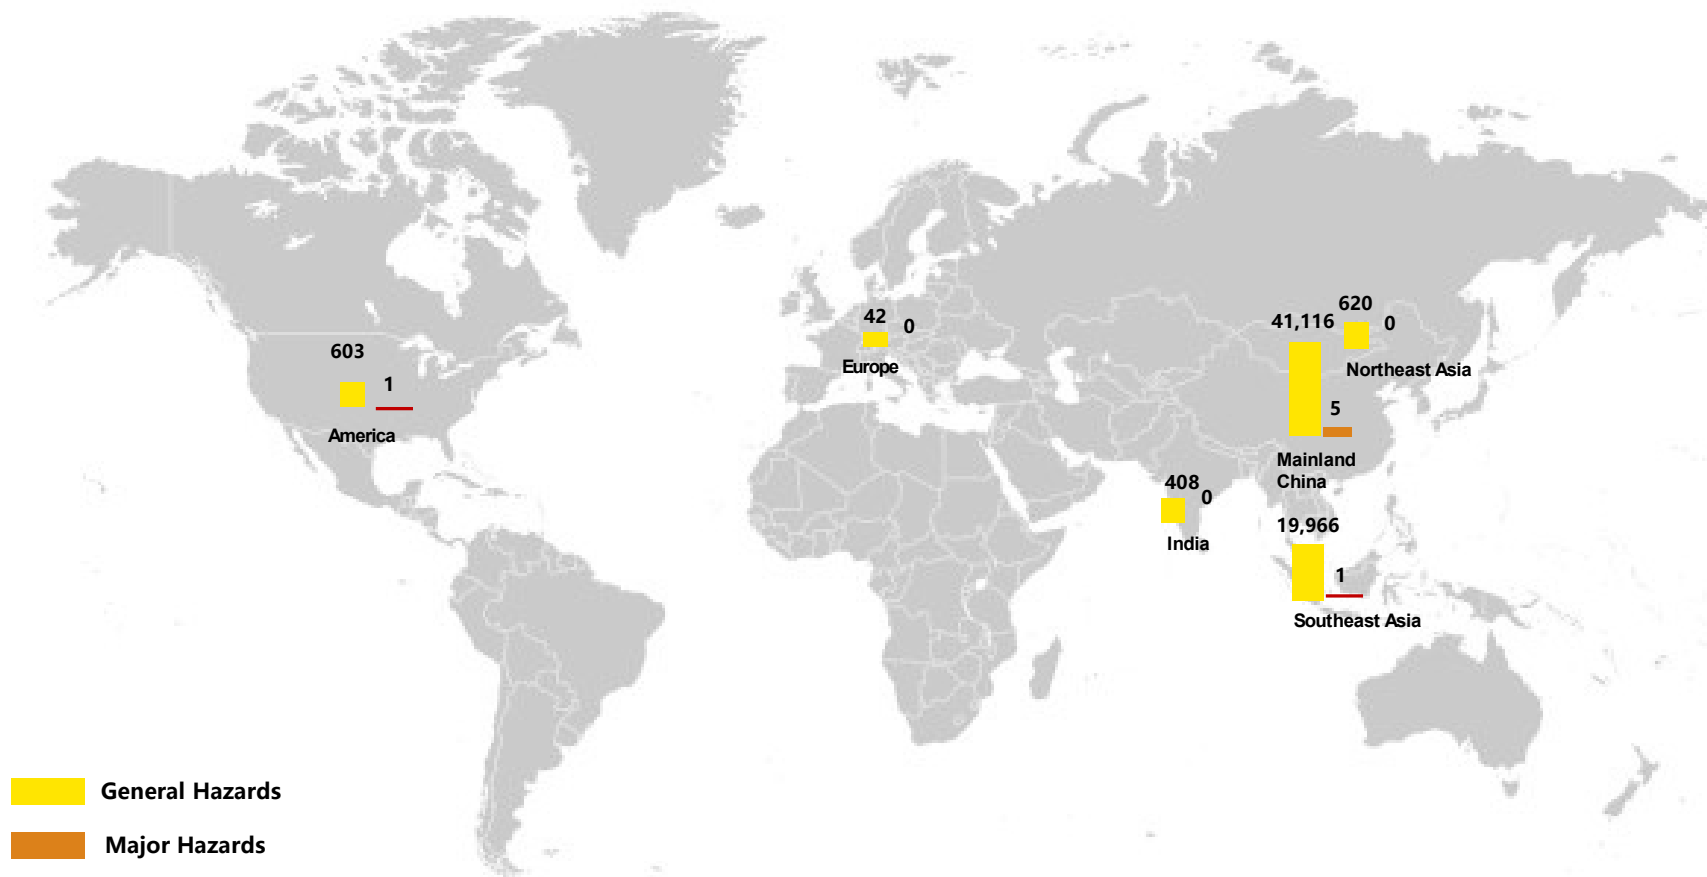 603
1
America
42
0
Europe
620
0
Northeast Asia
41,116
5
Mainland
China
408
0
India
19,966
1
Southeast Asia
General Hazards
Major Hazards